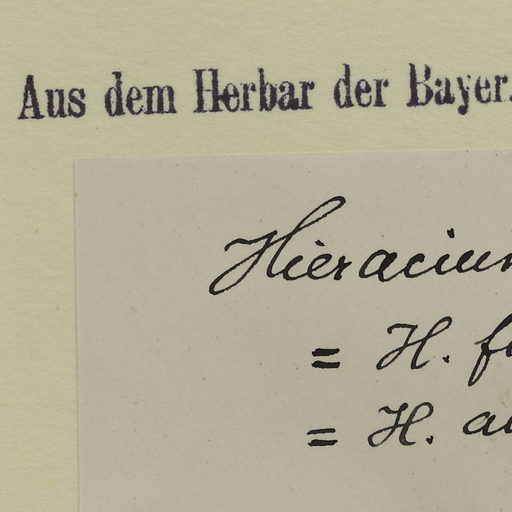 Aus dem Herbar der Bayer.
Hieracium
= H.
= H.